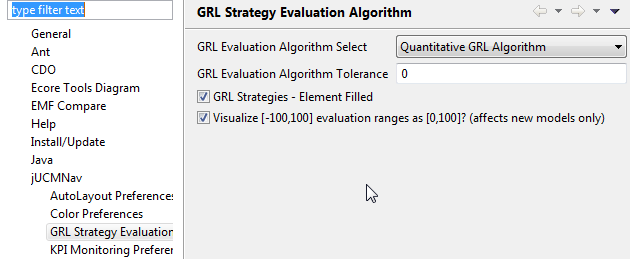 type filter text
General
Ant
CDO
Ecore Tools Diagram
EMF Compare
Help
Install/Update
Java
jUCMNav
AutoLayout Preferences
Color Preferences
GRL Strategy Evaluation
KPI Monitoring Preferen
GRL Strategy Evaluation Algorithm
GRL Evaluation Algorithm Select Quantitative GRL Algorithm
GRL Evaluation Algorithm Tolerance 0
GRL Strategies - Element Filled
Visualize [-100,100] evaluation ranges as [0,100]? (affects new models only)